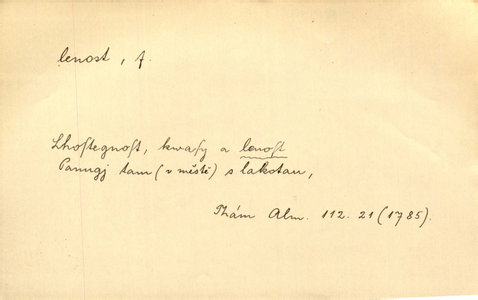 lenost, f.
Lhoſtegnoſt, kwaſy a lenoſt
Panugj tam (v městě) s lakotau,
Thám Alm. 112. 21 (1785).